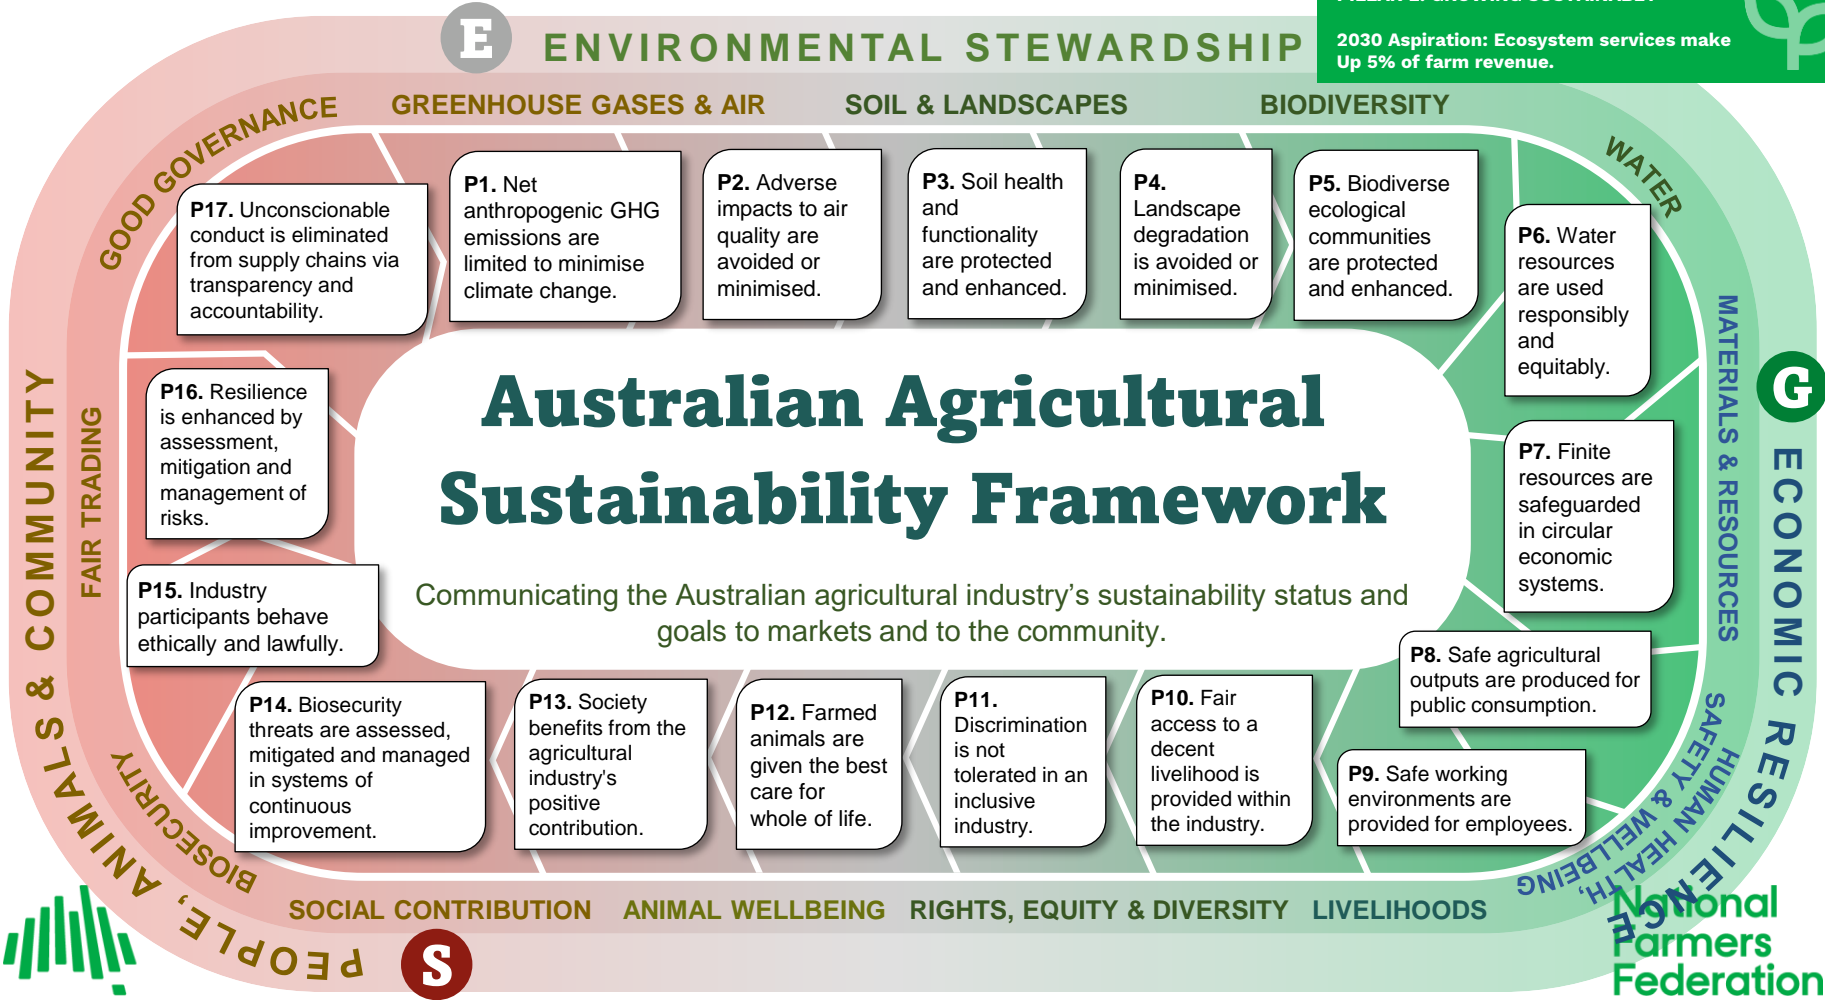 2030 Aspiration: Ecosystem services make
Up 5% of farm revenue.
E
ENVIRONMENTAL STEWARDSHIP
GOOD GOVERNANCE
GREENHOUSE GASES & AIR
SOIL & LANDSCAPES
BIODIVERSITY
WATER
P17. Unconscionable
conduct is eliminated
from supply chains via
transparency and
accountability.
P1. Net
anthropogenic GHG
emissions are
limited to minimise
climate change.
P2. Adverse
impacts to air
quality are
avoided or
minimised.
P3. Soil health
and
functionality
are protected
and enhanced.
P4.
Landscape
degradation
is avoided or
minimised.
P5. Biodiverse
ecological
communities
are protected
and enhanced.
P6. Water
resources
are used
responsibly
and
equitably.
MATERIALS & RESOURCES
G
ECONOMIC RESILIENCE
P7. Finite
resources are
safeguarded
in circular
economic
systems.
P16. Resilience
is enhanced by
assessment,
mitigation and
management of
risks.
FAIR TRADING
PEOPLE, ANIMALS & COMMUNITY
Australian Agricultural
Sustainability Framework
Communicating the Australian agricultural industry's sustainability status and
goals to markets and to the community.
P15. Industry
participants behave
ethically and lawfully.
P8. Safe agricultural
outputs are produced for
public consumption.
P14. Biosecurity
threats are assessed,
mitigated and managed
in systems of
continuous
improvement.
P13. Society
benefits from the
agricultural
industry's
positive
contribution.
P12. Farmed
animals are
given the best
care for
whole of life.
P11.
Discrimination
is not
tolerated in an
inclusive
industry.
P10. Fair
access to a
decent
livelihood is
provided within
the industry.
P9. Safe working
environments are
provided for employees.
HUMAN HEALTH,
SAFETY & WELLBEING
BIOSECURITY
SOCIAL CONTRIBUTION
ANIMAL WELLBEING
RIGHTS, EQUITY & DIVERSITY
LIVELIHOODS
S
National
Farmers
Federation